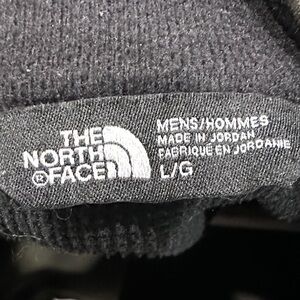 THE
NORTH
®FACE
MENS/HOMMES
MADE IN JORDAN
FABRIQUE EN JORDANIE
L/G